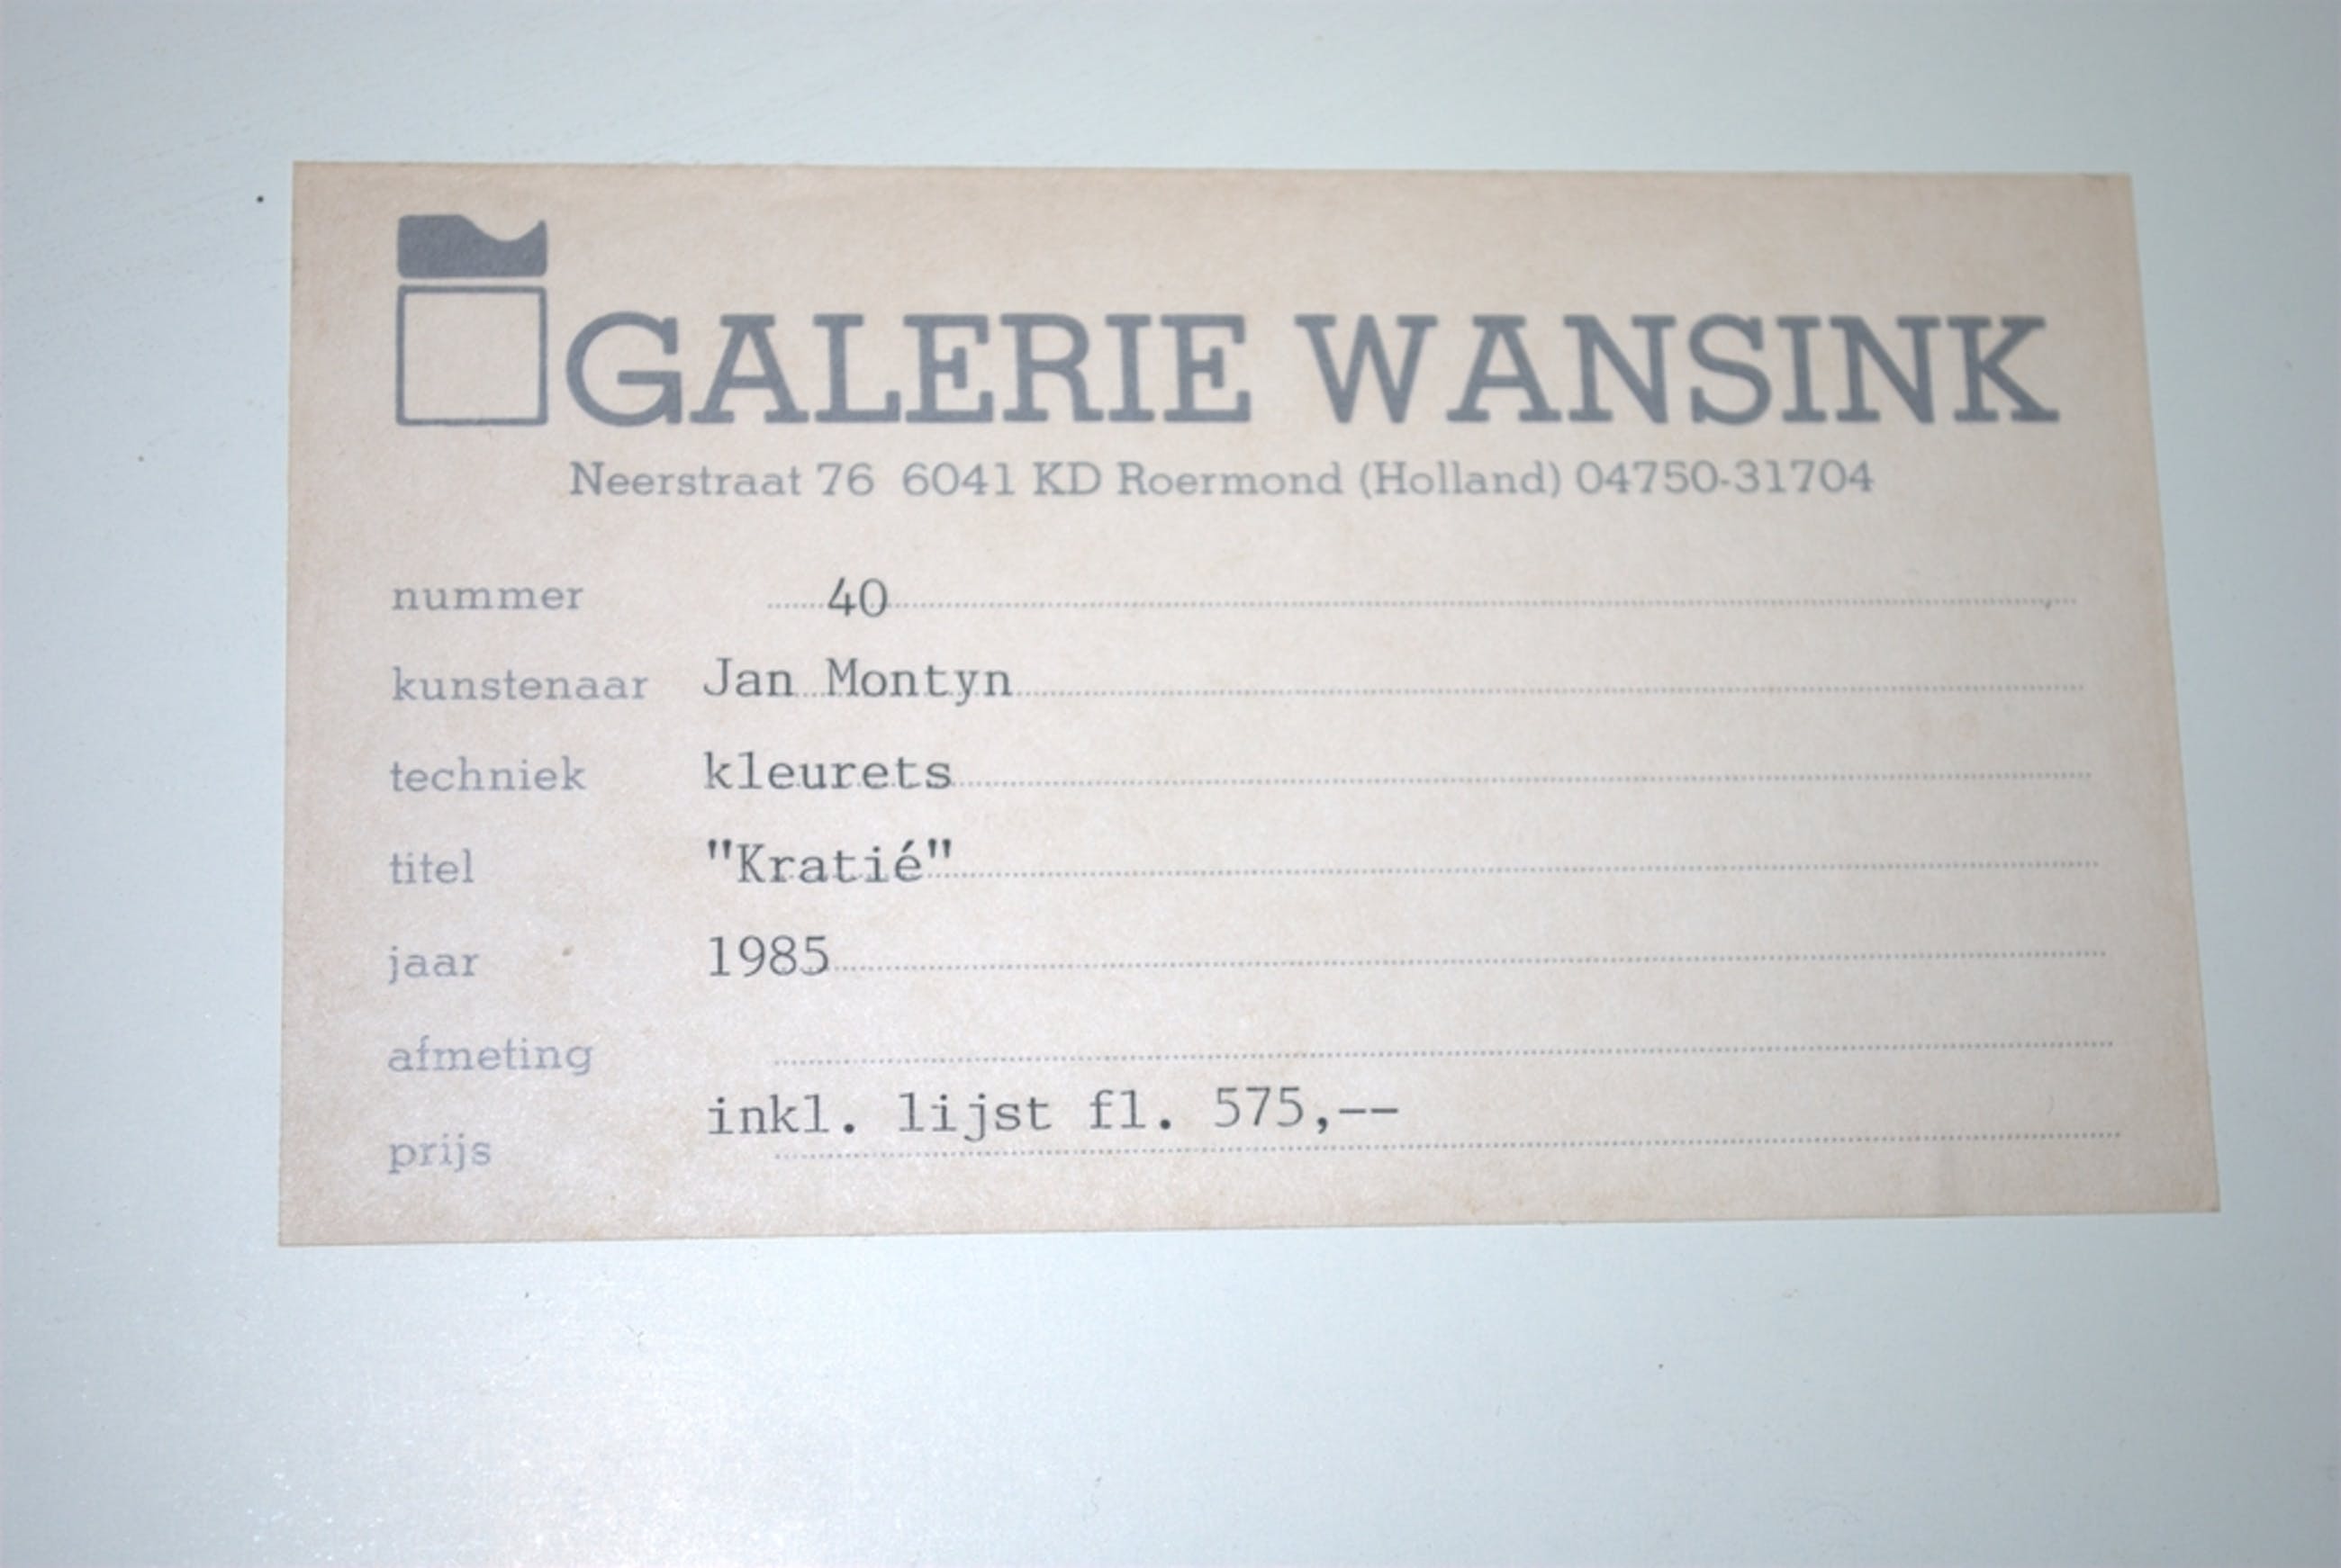 GALERIE WANSINK
Neerstraat 76 6041 KD Roermond (Holland) 04750-31704
nummer 40
kunstenaar Jan Montyn
techniek kleurets
titel "Kratié"
jaar 1985
afmeting
prijs inkl. lijst fl. 575,--